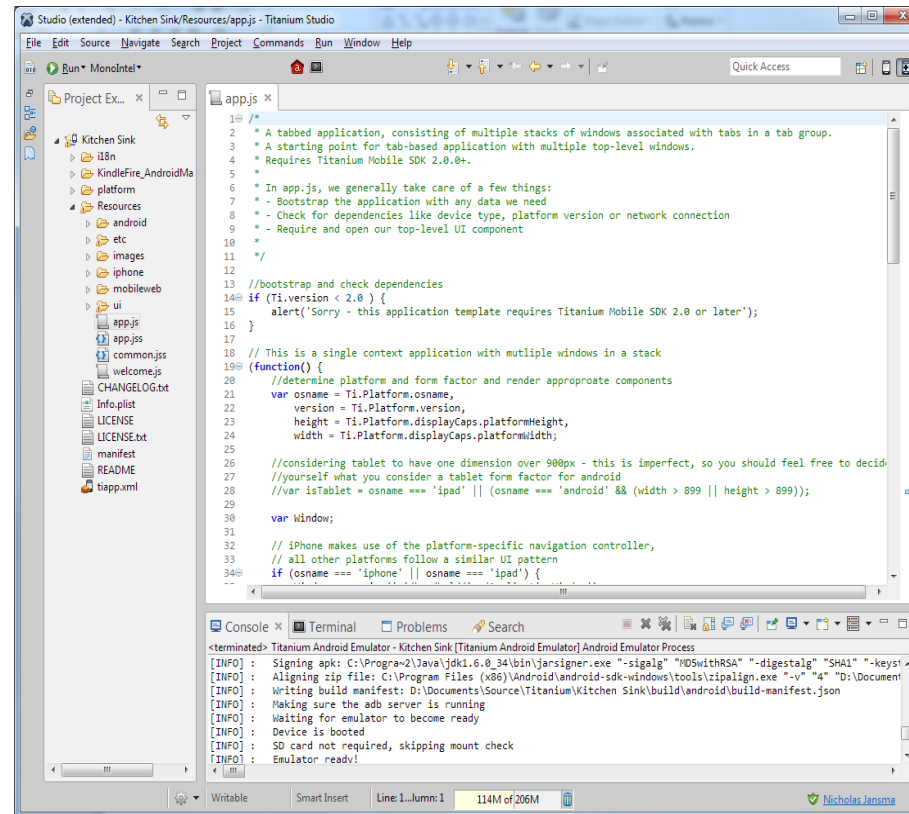 Studio (extended) - Kitchen Sink/Resources/app.js - Titanium Studio
File Edit Source Navigate Search Project Commands Run Window Help
Run MonoIntel
Quick Access
Project Ex...
Kitchen Sink
i18n
KindleFire_AndroidMa
platform
Resources
android
etc
images
iphone
mobileweb
ui
app.js
app.jss
common.jss
welcome.js
CHANGELOG.txt
Info.plist
LICENSE
LICENSE.txt
manifest
README
tiapp.xml
app.js
1 /*
2 * A tabbed application, consisting of multiple stacks of windows associated with tabs in a tab group.
3 * A starting point for tab-based application with multiple top-level windows.
4 * Requires Titanium Mobile SDK 2.0.0+.
5 *
6 * In app.js, we generally take care of a few things:
7 * - Bootstrap the application with any data we need
8 * - Check for dependencies like device type, platform version or network connection
9 * - Require and open our top-level UI component
10 *
11 */
12
13 //bootstrap and check dependencies
14 if (Ti.version < 2.0 ) {
15 alert('Sorry - this application template requires Titanium Mobile SDK 2.0 or later');
16 }
17
18 // This is a single context application with mutliple windows in a stack
19 (function() {
20 //determine platform and form factor and render approproate components
21 var osname = Ti.Platform.osname,
22 version = Ti.Platform.version,
23 height = Ti.Platform.displayCaps.platformHeight,
24 width = Ti.Platform.displayCaps.platformWidth;
25
26 //considering tablet to have one dimension over 900px - this is imperfect, so you should feel free to decid
27 //yourself what you consider a tablet form factor for android
28 //var isTablet = osname === 'ipad' || (osname === 'android' && (width > 899 || height > 899));
29
30 var Window;
31
32 // iPhone makes use of the platform-specific navigation controller,
33 // all other platforms follow a similar UI pattern
34 if (osname === 'iphone' || osname === 'ipad') {
Console Terminal Problems Search
<terminated> Titanium Android Emulator - Kitchen Sink [Titanium Android Emulator] Android Emulator Process
[INFO] : Signing apk: C:\Progra~2\Java\jdk1.6.0_34\bin\jarsigner.exe "-sigalg" "MD5withRSA" "-digestalg" "SHA1" "-keyst
[INFO] : Aligning zip file: C:\Program Files (x86)\Android\android-sdk-windows\tools\zipalign.exe "-v" "4" "D:\Document
[INFO] : Writing build manifest: D:\Documents\Source\Titanium\Kitchen Sink\build\android\build-manifest.json
[INFO] : Making sure the adb server is running
[INFO] : Waiting for emulator to become ready
[INFO] : Device is booted
[INFO] : SD card not required, skipping mount check
[INFO] : Emulator ready!
Writable Smart Insert Line: 1...lumn: 1 114M of 206M Nicholas Jansma